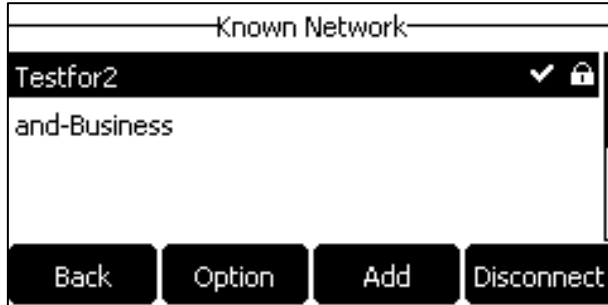 Known Network
Testfor2
and-Business
Back Option Add Disconnect